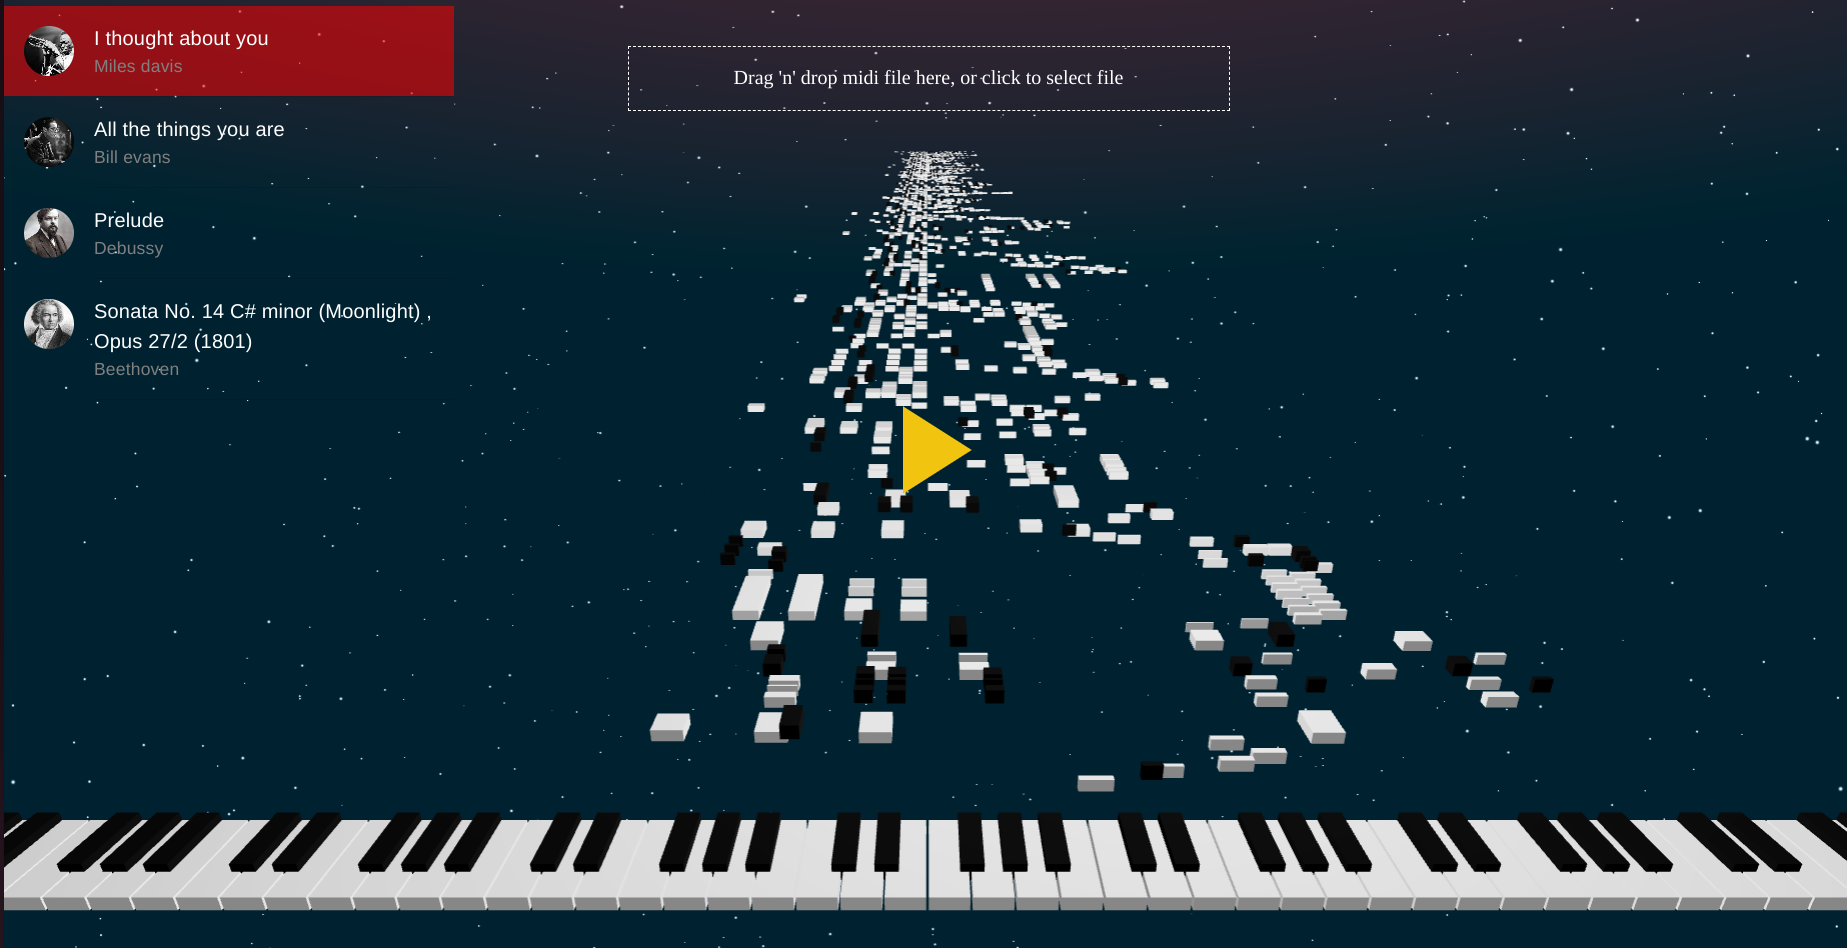 I thought about you
Miles davis
All the things you are
Bill evans
Prelude
Debussy
Sonata No. 14 C# minor (Moonlight) ,
Opus 27/2 (1801)
Beethoven
Drag 'n' drop midi file here, or click to select file